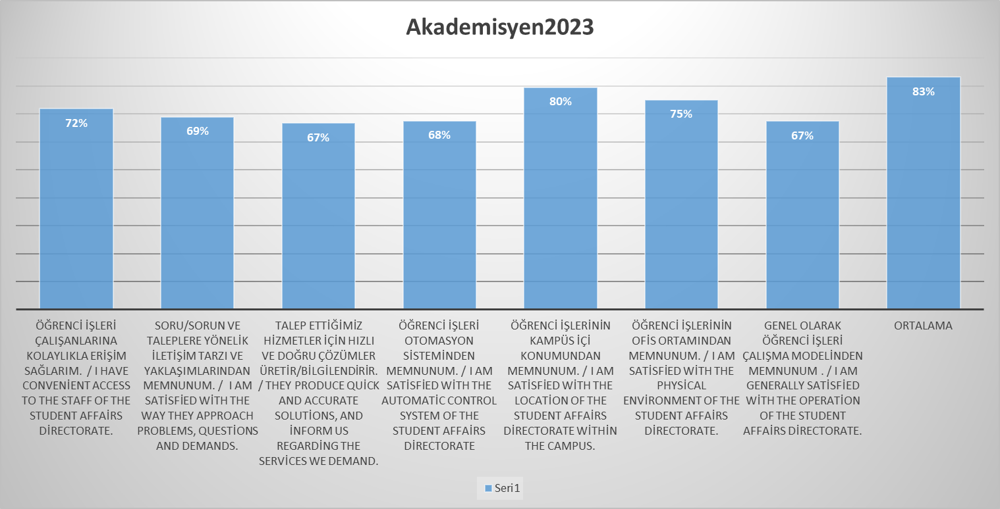 Akademisyen2023
72%
69%
67%
68%
80%
75%
67%
83%
ÖĞRENCİ İŞLERİ
ÇALIŞANLARINA
KOLAYLIKLA ERİŞİM
SAĞLARIM. / I HAVE
CONVENİENT ACCESS
TO THE STAFF OF THE
STUDENT AFFAİRS
DİRECTORATE.
SORU/SORUN VE
TALEPLERE YÖNELİK
İLETİŞİM TARZI VE
YAKLAŞIMLARINDAN
MEMNUNUM. / I AM
SATİSFİED WİTH THE
WAY THEY APPROACH
PROBLEMS, QUESTİONS
AND DEMANDS.
TALEP ETTİĞİMİZ
HİZMETLER İÇİN HIZLI
VE DOĞRU ÇÖZÜMLER
ÜRETİR/BİLGİLENDİRİR.
/ THEY PRODUCE QUİCK
AND ACCURATE
SOLUTİONS, AND
İNFORM US
REGARDİNG THE
SERVİCES WE DEMAND.
ÖĞRENCİ İŞLERİ
OTOMASYON
SİSTEMİNDEN
MEMNUNUM. / I AM
SATİSFİED WİTH THE
AUTOMATİC CONTROL
SYSTEM OF THE
STUDENT AFFAİRS
DİRECTORATE
ÖĞRENCİ İŞLERİNİN
KAMPÜS İÇİ
KONUMUNDAN
MEMNUNUM. / I AM
SATİSFİED WİTH THE
LOCATİON OF THE
STUDENT AFFAİRS
DİRECTORATE WİTHİN
THE CAMPUS.
ÖĞRENCİ İŞLERİNİN
OFİS ORTAMINDAN
MEMNUNUM. / I AM
SATİSFİED WİTH THE
PHYSİCAL
ENVİRONMENT OF THE
STUDENT AFFAİRS
DİRECTORATE.
GENEL OLARAK
ÖĞRENCİ İŞLERİ
ÇALIŞMA MODELİNDEN
MEMNUNUM . / I AM
GENERALLY SATİSFİED
WİTH THE OPERATİON
OF THE STUDENT
AFFAİRS DİRECTORATE.
ORTALAMA
Seri1